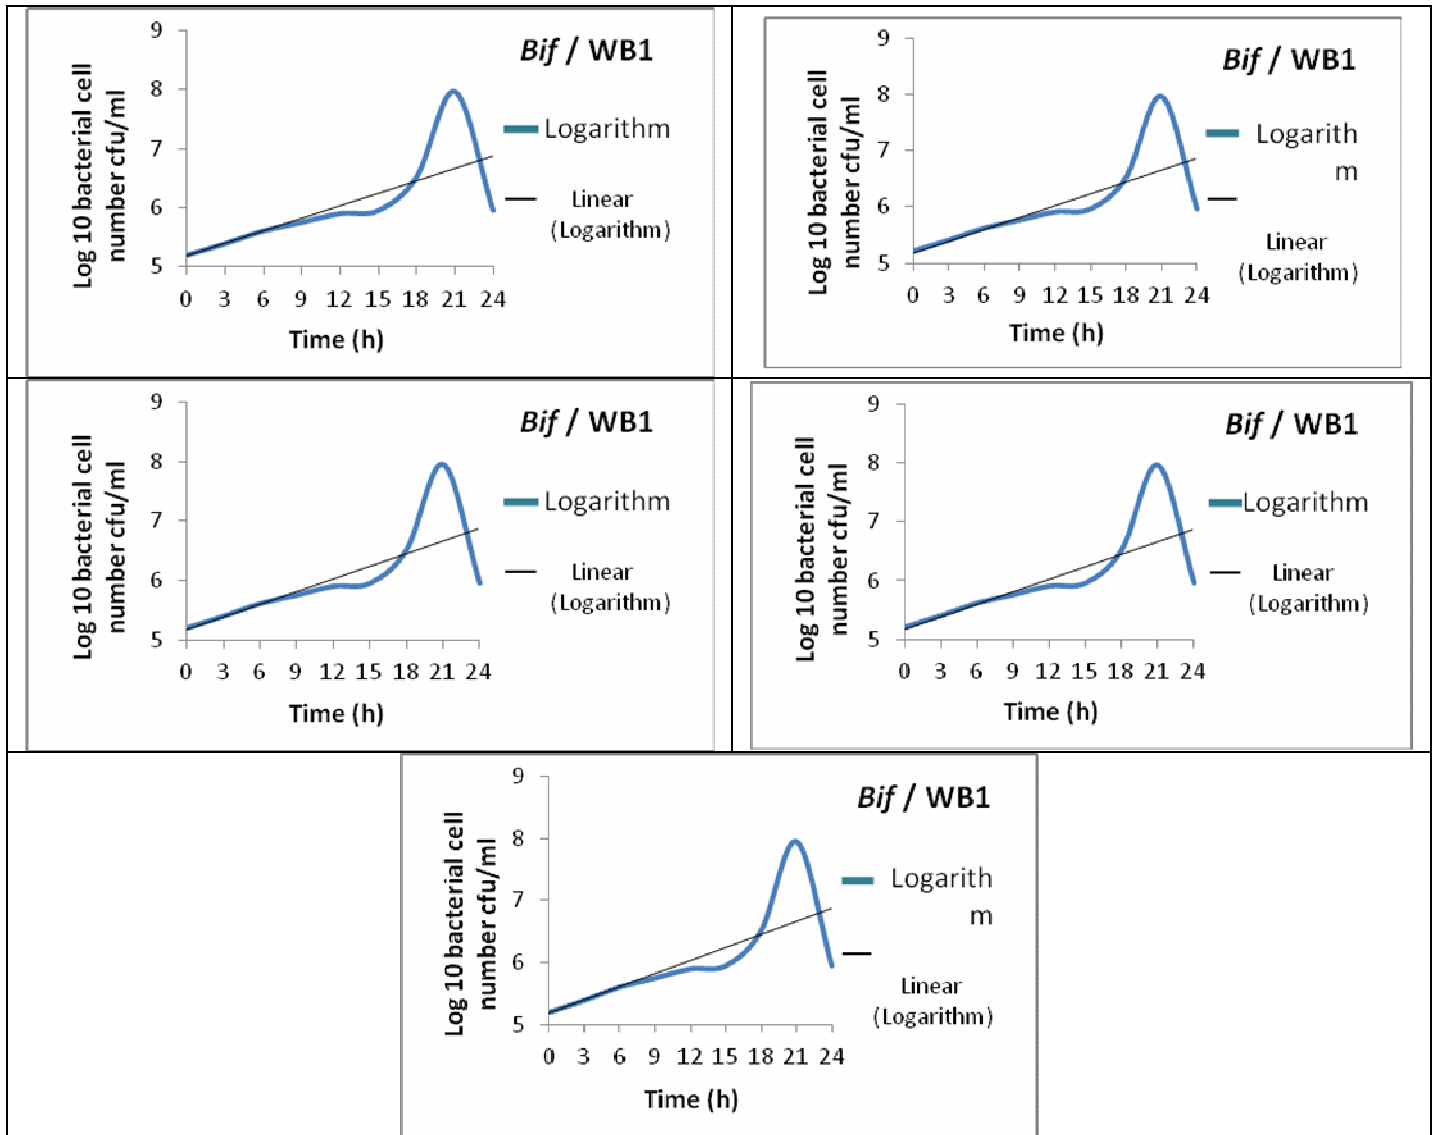 Bif / WB1
Log 10 bacterial cell
number cfu/ml
9
8
7
6
5
0 3 6 9 12 15 18 21 24
Time (h)
Logarithm
Linear
(Logarithm)
Bif / WB1
Log 10 bacterial cell
number cfu/ml
9
8
7
6
5
0 3 6 9 12 15 18 21 24
Time (h)
Logarith
m
Linear
(Logarithm)
Bif / WB1
Log 10 bacterial cell
number cfu/ml
9
8
7
6
5
0 3 6 9 12 15 18 21 24
Time (h)
Logarithm
Linear
(Logarithm)
Bif / WB1
Log 10 bacterial cell
number cfu/ml
9
8
7
6
5
0 3 6 9 12 15 18 21 24
Time (h)
Logarithm
Linear
(Logarithm)
Bif / WB1
Log 10 bacterial cell
number cfu/ml
9
8
7
6
5
0 3 6 9 12 15 18 21 24
Time (h)
Logarith
m
Linear
(Logarithm)